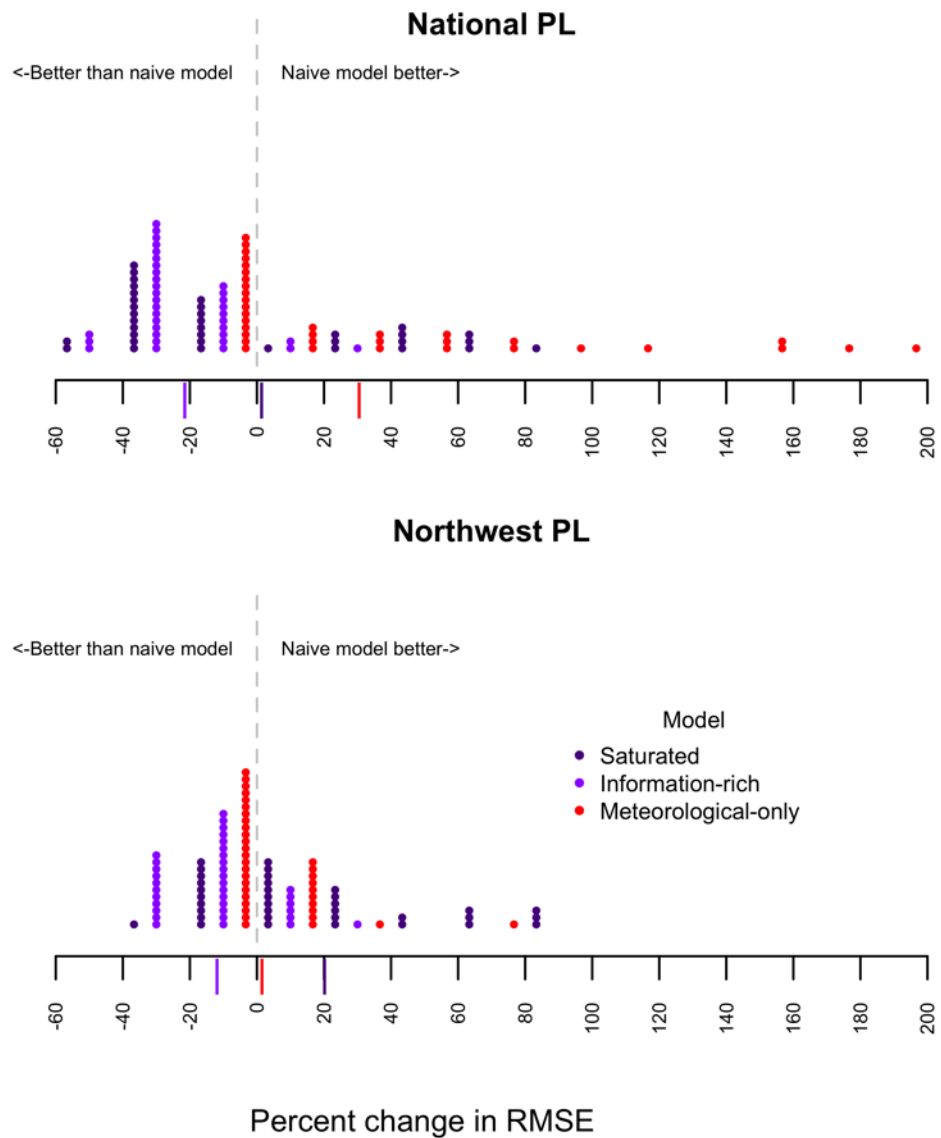 National PL
<-Better than naive model Naive model better->
-60 -40 -20 0 20 40 60 80 100 120 140 160 180 200
Northwest PL
<-Better than naive model Naive model better->
Model
Saturated
Information-rich
Meteorological-only
-60 -40 -20 0 20 40 60 80 100 120 140 160 180 200
Percent change in RMSE